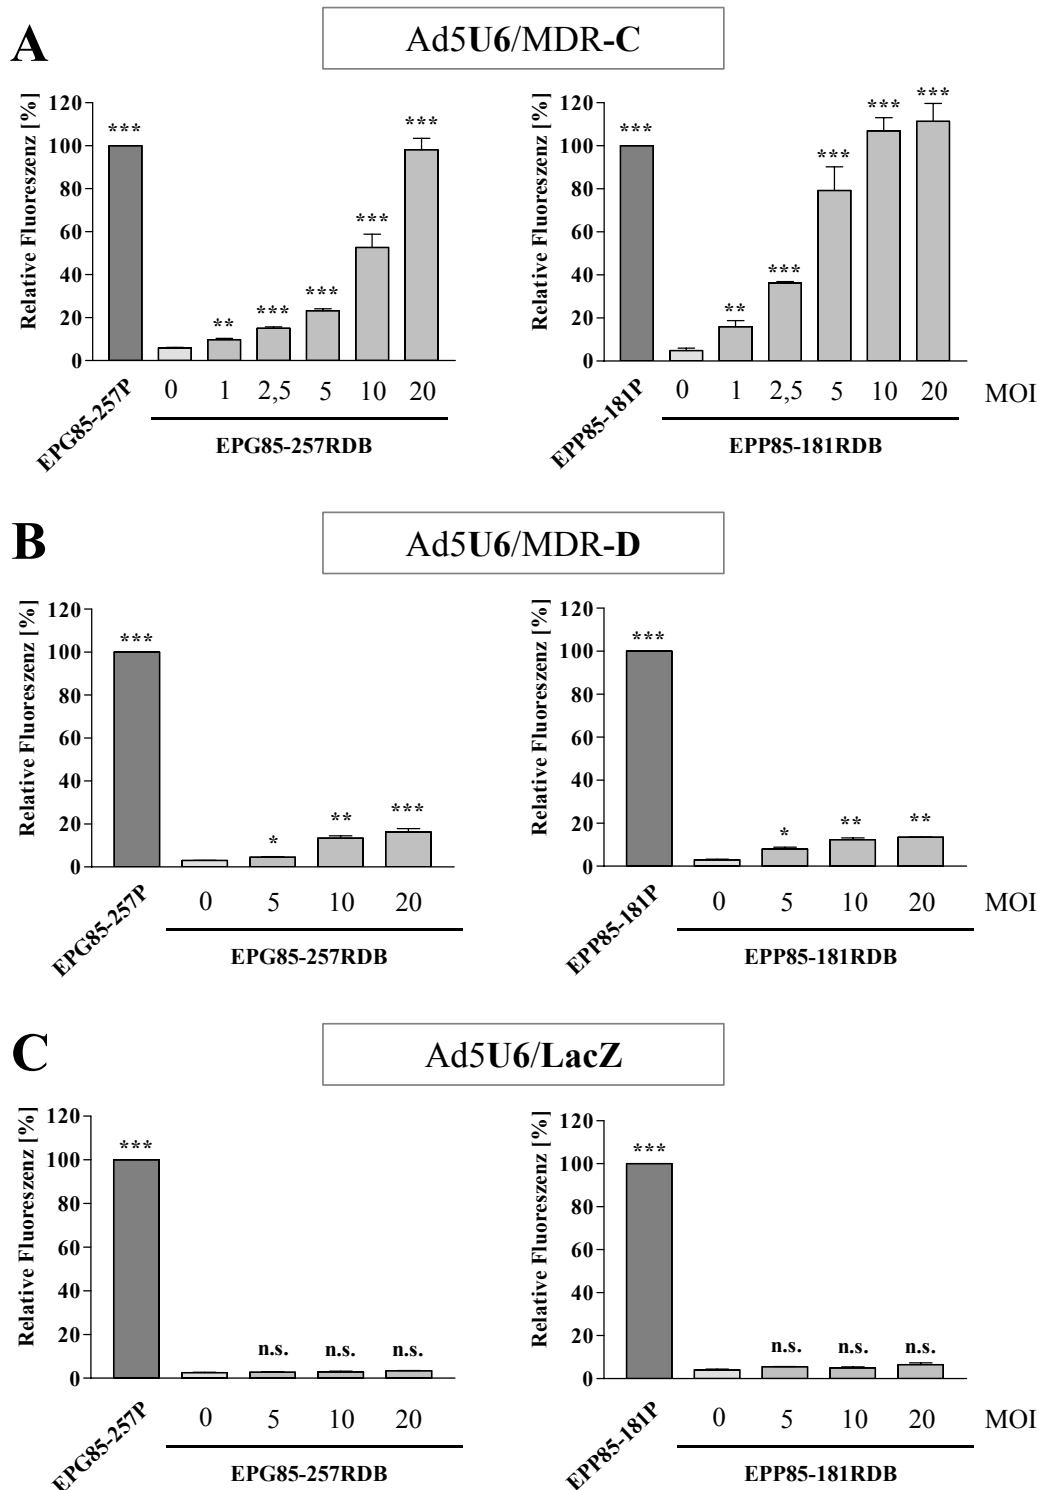 A
Ad5U6/MDR-C
Relative Fluoreszenz [%]
120
100
80
60
40
20
0
***
**
***
***
***
***
EPG85-257P
0 1 2,5 5 10 20
EPG85-257RDB
Relative Fluoreszenz [%]
120
100
80
60
40
20
0
***
**
***
***
***
***
EPP85-181P
0 1 2,5 5 10 20 MOI
EPP85-181RDB
B
Ad5U6/MDR-D
Relative Fluoreszenz [%]
120
100
80
60
40
20
0
***
*
**
***
EPG85-257P
0 5 10 20
EPG85-257RDB
Relative Fluoreszenz [%]
120
100
80
60
40
20
0
***
*
**
**
EPP85-181P
0 5 10 20 MOI
EPP85-181RDB
C
Ad5U6/LacZ
Relative Fluoreszenz [%]
120
100
80
60
40
20
0
***
n.s. n.s. n.s.
EPG85-257P
0 5 10 20
EPG85-257RDB
Relative Fluoreszenz [%]
120
100
80
60
40
20
0
***
n.s. n.s. n.s.
EPP85-181P
0 5 10 20 MOI
EPP85-181RDB